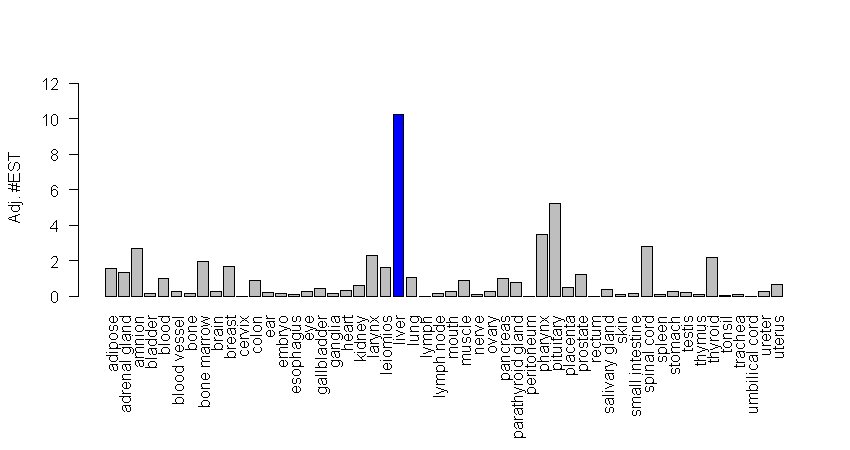 Adj. #EST
12
10
8
6
4
2
0
adipose
adrenal gland
amnion
bladder
blood
blood vessel
bone
bone marrow
brain
breast
cervix
colon
ear
embryo
esophagus
eye
gallbladder
ganglia
heart
kidney
larynx
leiomios
liver
lung
lymph
lymph node
mouth
muscle
nerve
ovary
pancreas
parathyroid gland
peritoneum
pharynx
pituitary
placenta
prostate
rectum
salivary gland
skin
small intestine
spinal cord
spleen
stomach
testis
thymus
thyroid
tonsil
trachea
umbilical cord
ureter
uterus